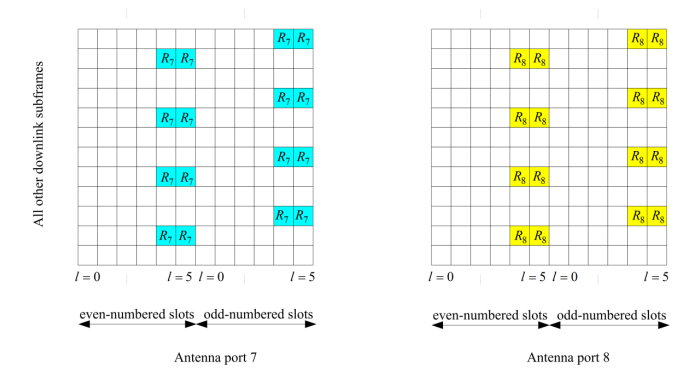 All other downlink subframes
R7 R7 R8 R8
R7 R7 R8 R8
R7 R7 R8 R8
R7 R7 R8 R8
R7 R7 R8 R8
R7 R7 R8 R8
R7 R7 R8 R8
R7 R7 R8 R8
l = 0 l = 5 l = 0 l = 5 l = 0 l = 5 l = 0 l = 5
even-numbered slots odd-numbered slots even-numbered slots odd-numbered slots
Antenna port 7 Antenna port 8